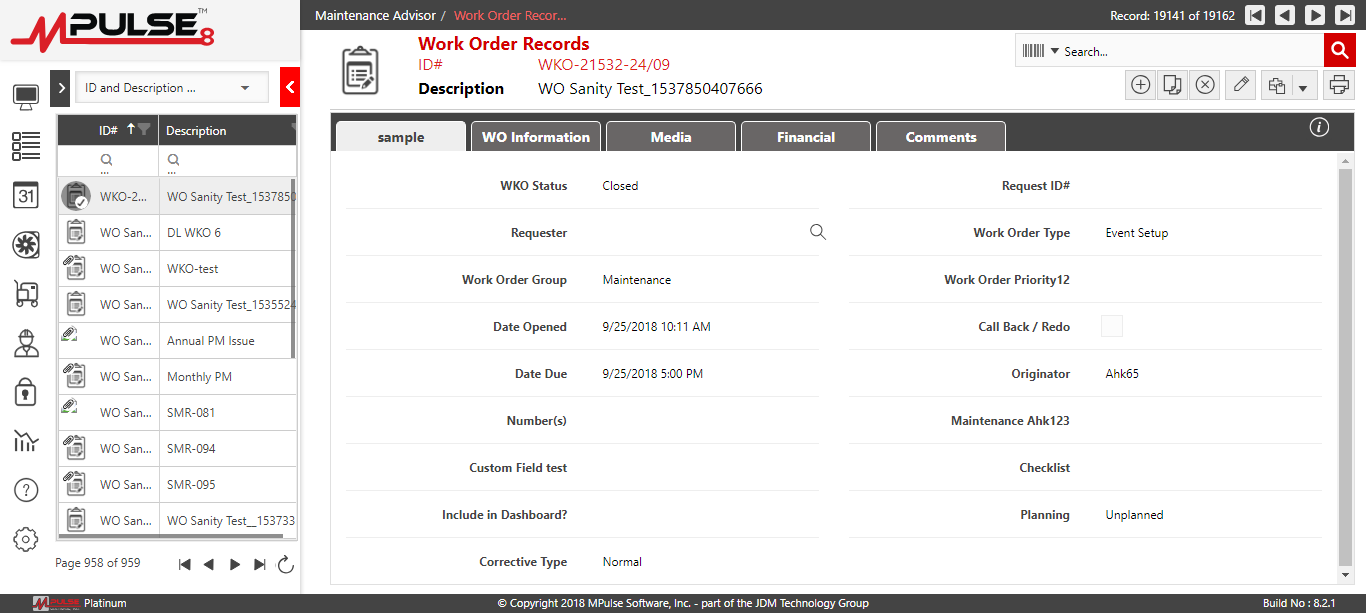 MPULSE 8 ™
Maintenance Advisor / Work Order Recor...
Record: 19141 of 19162
Work Order Records
ID# WKO-21532-24/09
Description WO Sanity Test_1537850407666
Search...
ID and Description ...
ID# Description
... ...
WKO-2... WO Sanity Test_1537850
WO San... DL WKO 6
WO San... WKO-test
WO San... WO Sanity Test_1535524
WO San... Annual PM Issue
WO San... Monthly PM
WO San... SMR-081
WO San... SMR-094
WO San... SMR-095
WO San... WO Sanity Test__153733
Page 958 of 959
31
?
sample WO Information Media Financial Comments
i
WKO Status Closed Request ID#
Requester Work Order Type Event Setup
Work Order Group Maintenance Work Order Priority12
Date Opened 9/25/2018 10:11 AM Call Back / Redo
Date Due 9/25/2018 5:00 PM Originator Ahk65
Number(s) Maintenance Ahk123
Custom Field test Checklist
Include in Dashboard? Planning Unplanned
Corrective Type Normal
MPULSE Platinum
© Copyright 2018 MPulse Software, Inc. - part of the JDM Technology Group
Build No : 8.2.1